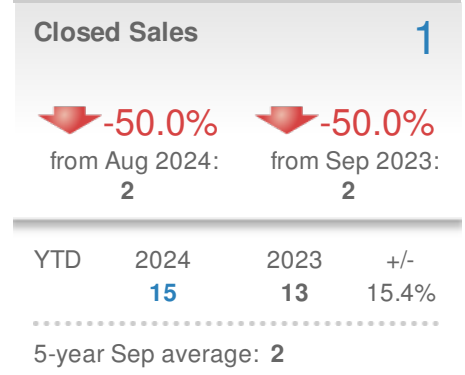 Closed Sales 1
-50.0% -50.0%
from Aug 2024: from Sep 2023:
2 2
YTD 2024 2023 +/-
15 13 15.4%
5-year Sep average: 2